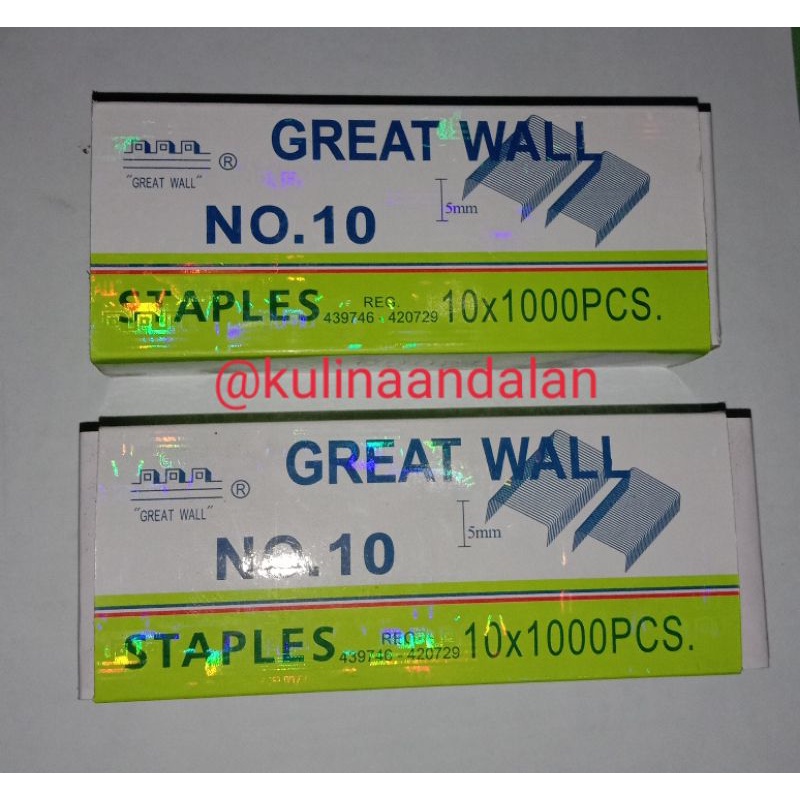 GREAT WALL
"GREAT WALL" ®
5mm
NO.10
STAPLES REG. 439746 - 420729 10x1000PCS.
@kulinaandalan
GREAT WALL
"GREAT WALL" ®
5mm
NO.10
STAPLES REG. 439746 - 420729 10x1000PCS.